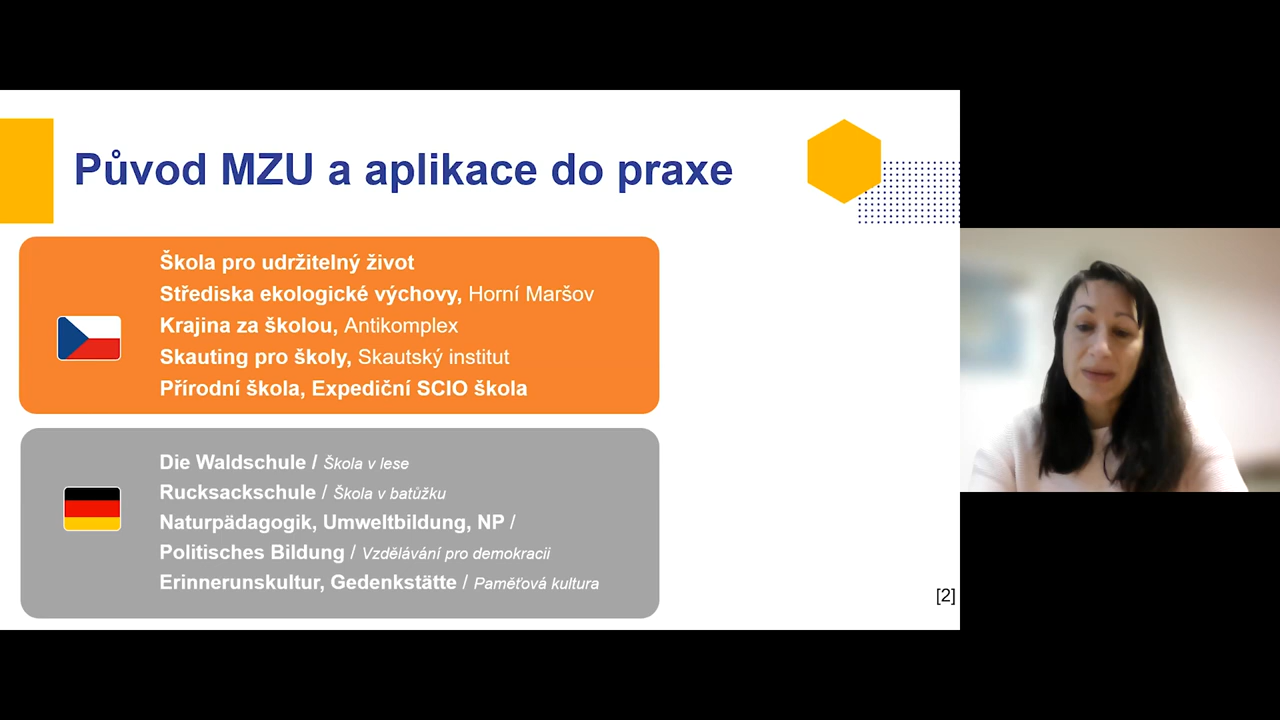 Původ MZU a aplikace do praxe
Škola pro udržitelný život
Střediska ekologické výchovy, Horní Maršov
Krajina za školou, Antikomplex
Skauting pro školy, Skautský institut
Přírodní škola, Expediční SCIO škola
Die Waldschule / Škola v lese
Rucksackschule / Škola v batůžku
Naturpädagogik, Umweltbildung, NP /
Politisches Bildung / Vzdělávání pro demokracii
Erinnerunskultur, Gedenkstätte / Paměťová kultura
[2]